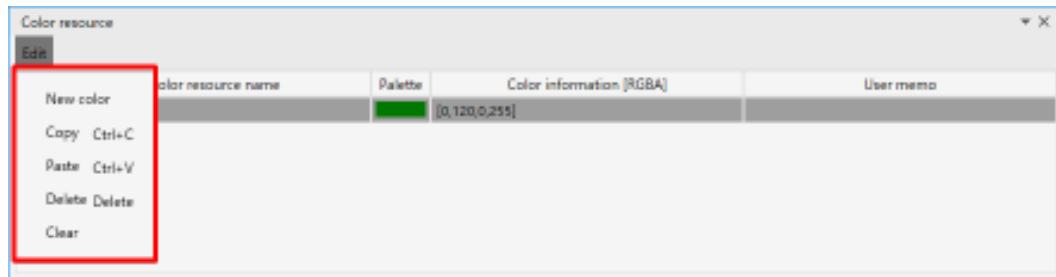 Color resource
Edit
olor resource name Palette Color information [RGBA] User memo
[0,120,0,255]
New color
Copy Ctrl+C
Paste Ctrl+V
Delete Delete
Clear